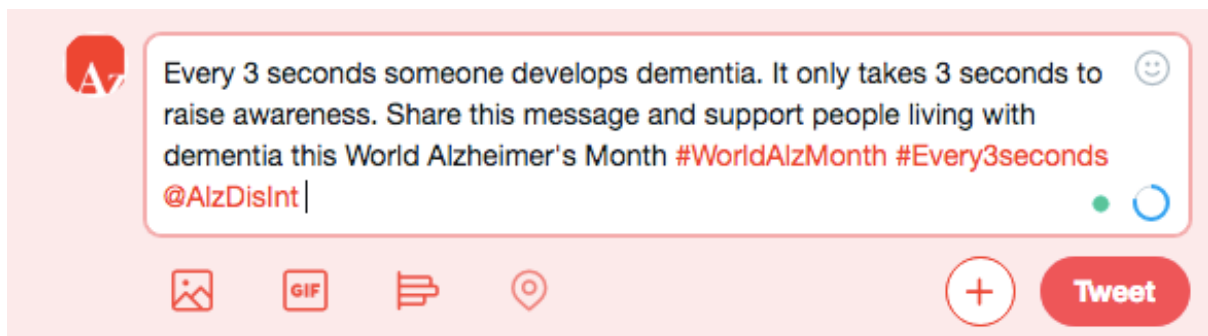 Az
Every 3 seconds someone develops dementia. It only takes 3 seconds to
raise awareness. Share this message and support people living with
dementia this World Alzheimer's Month #WorldAlzMonth #Every3seconds
@AlzDisInt
GIF
Tweet